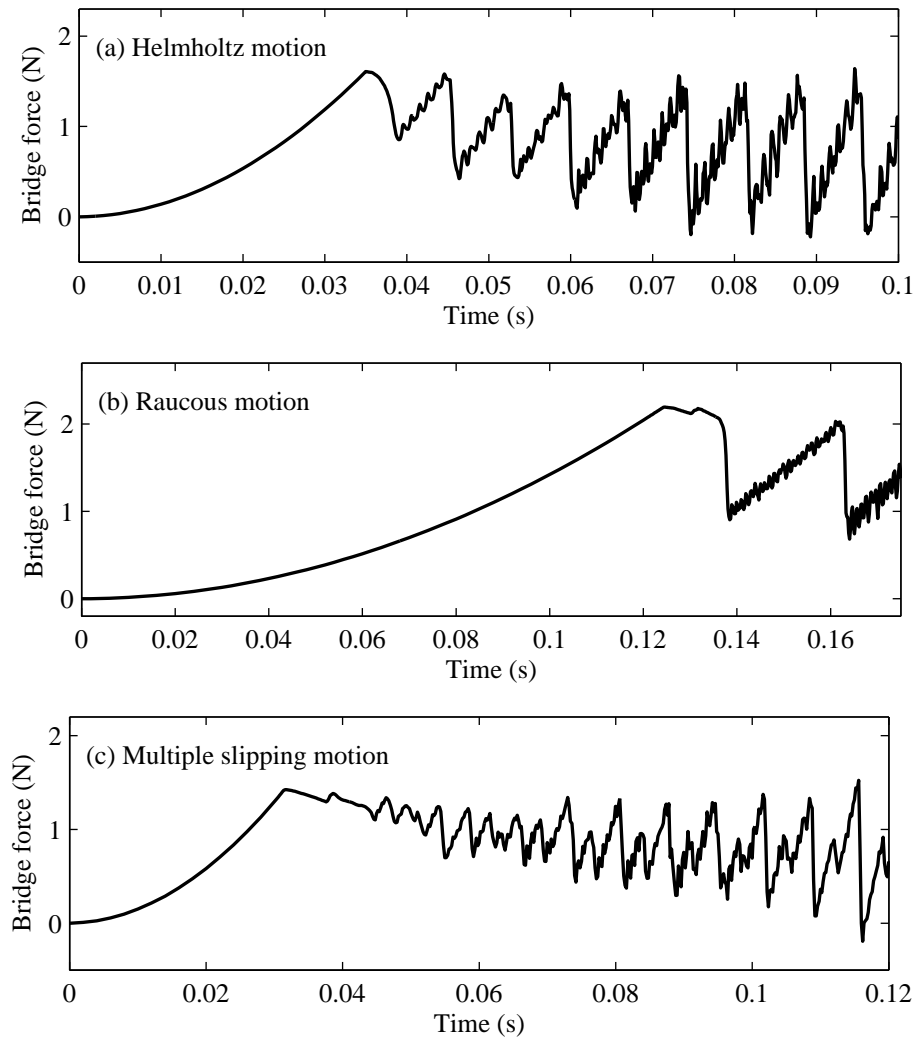 (a) Helmholtz motion
Bridge force (N)
2
1
0
0 0.01 0.02 0.03 0.04 0.05 0.06 0.07 0.08 0.09 0.1
Time (s)
(b) Raucous motion
Bridge force (N)
2
1
0
0 0.02 0.04 0.06 0.08 0.1 0.12 0.14 0.16
Time (s)
(c) Multiple slipping motion
Bridge force (N)
2
1
0
0 0.02 0.04 0.06 0.08 0.1 0.12
Time (s)